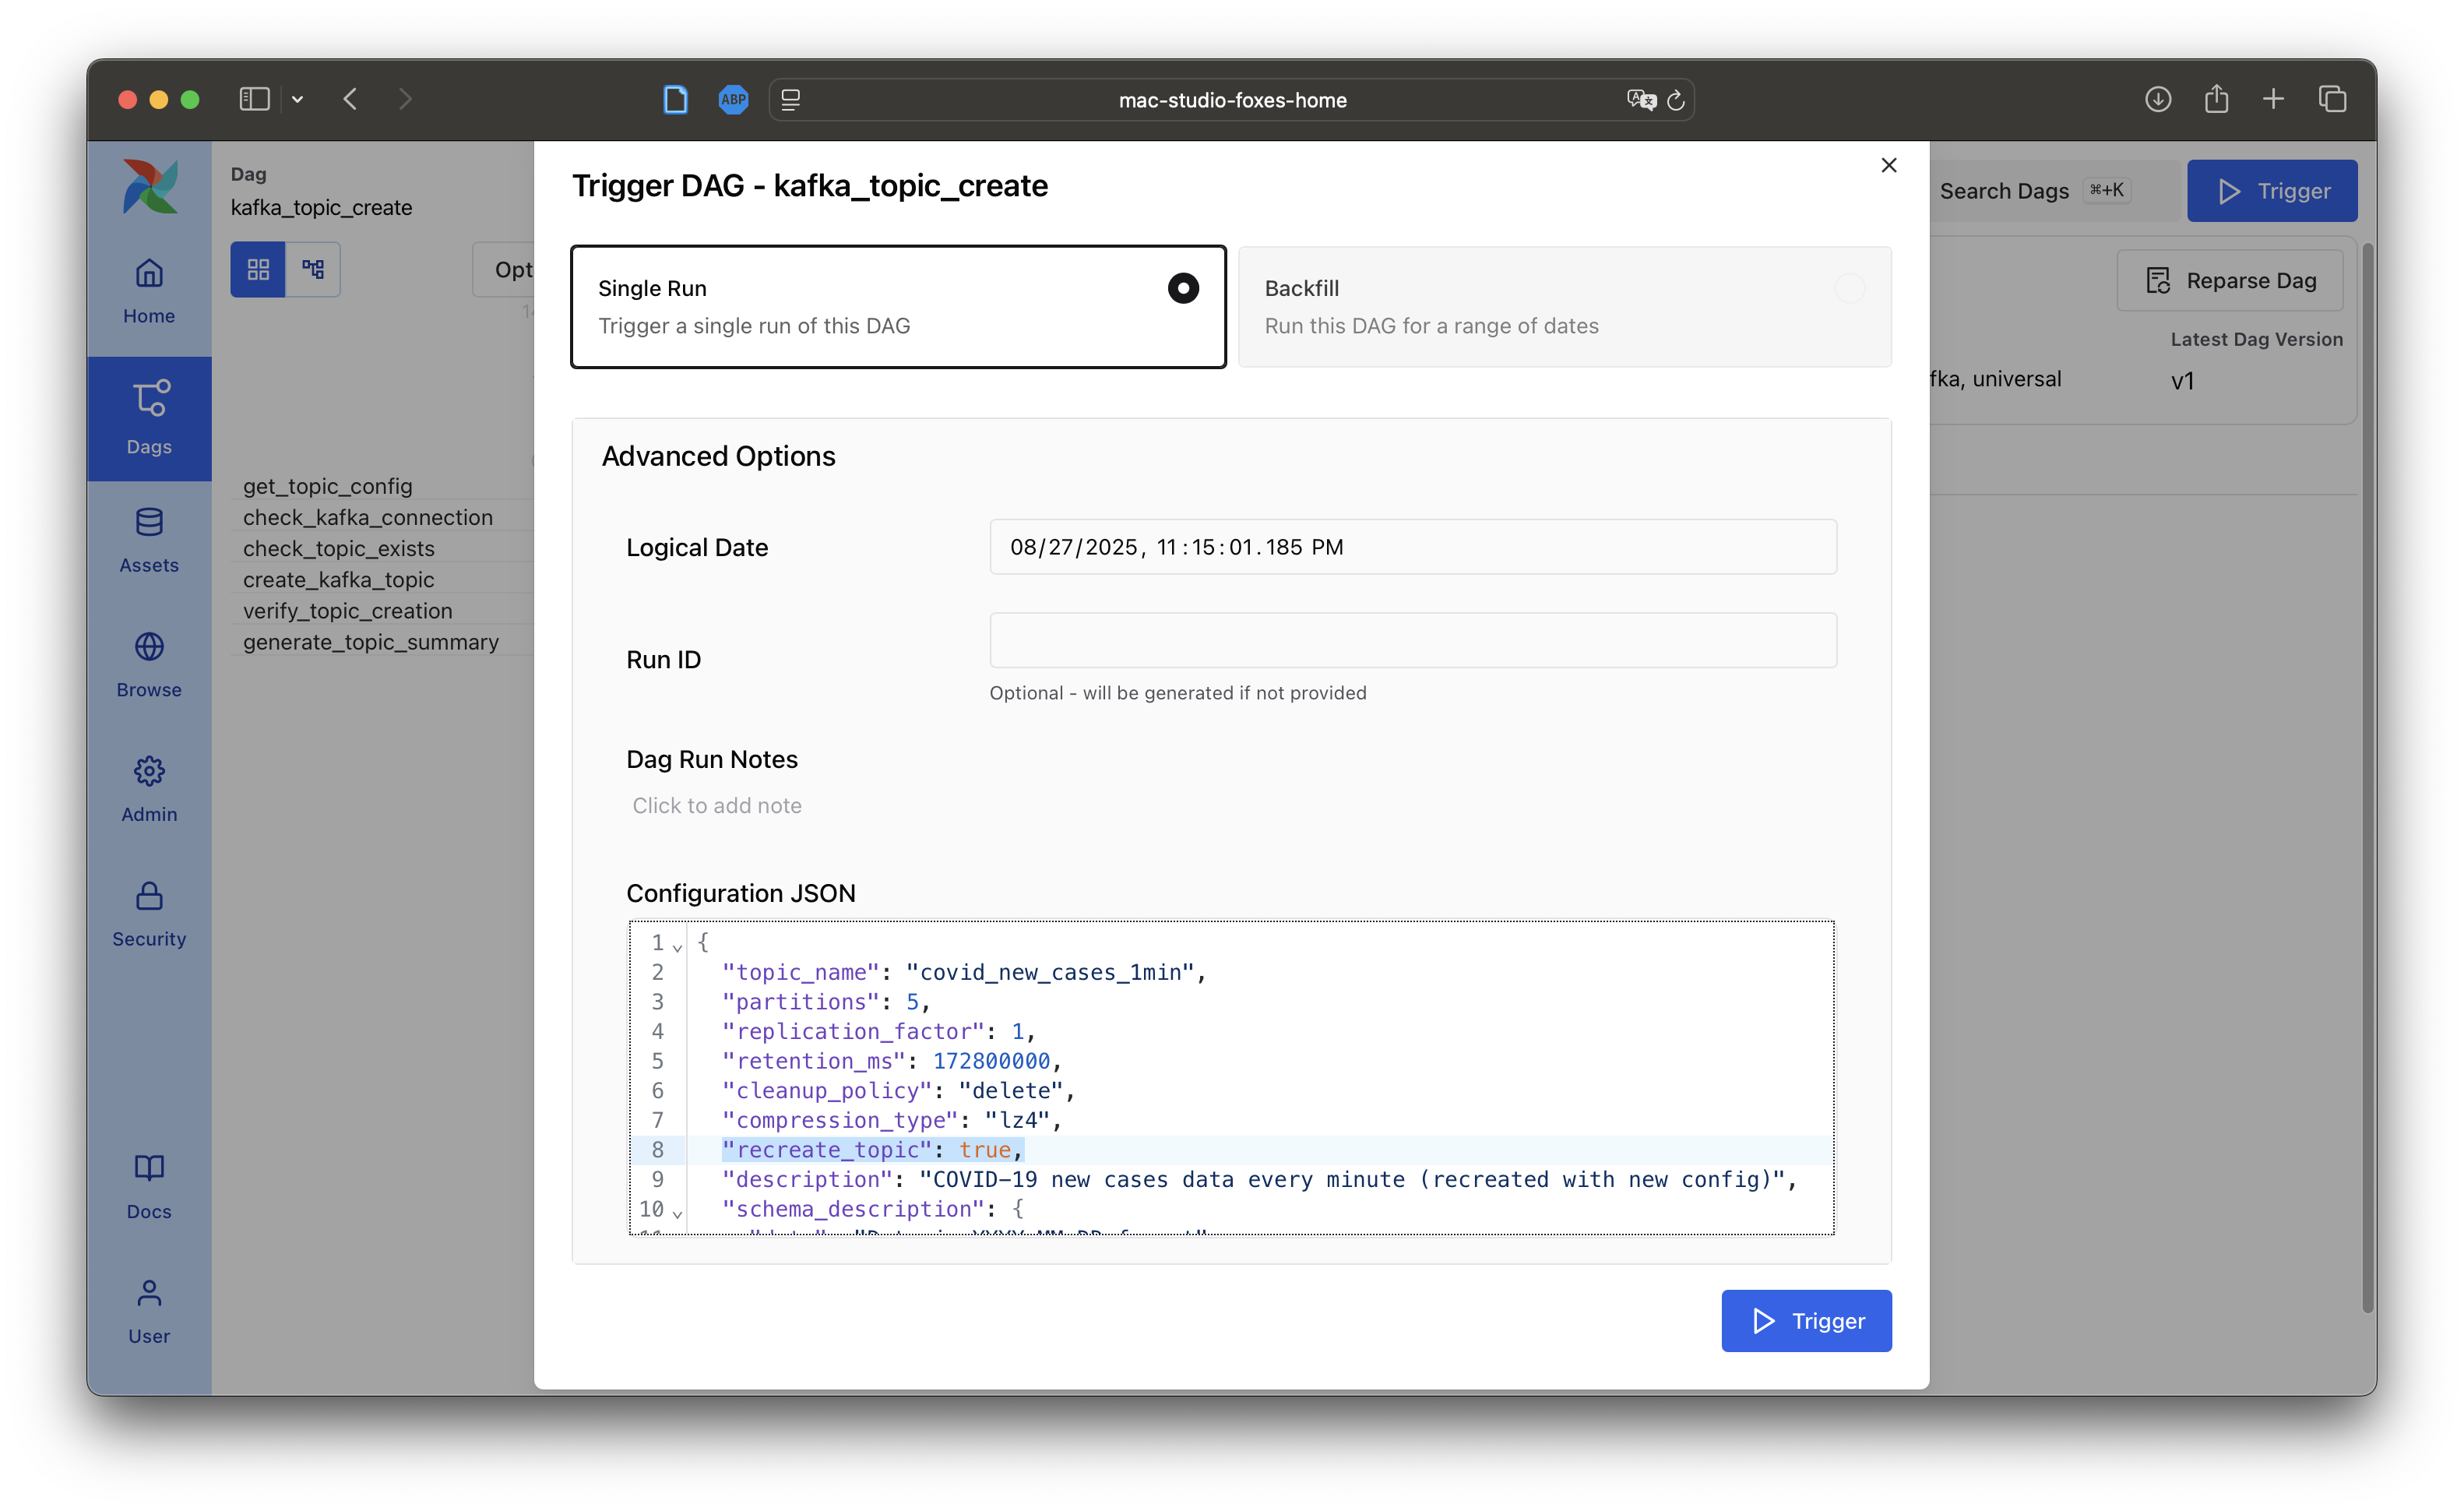 ABP
mac-studio-foxes-home
Dag
kafka_topic_create
Opt
Home
Dags
Assets
Browse
Admin
Security
Docs
User
get_topic_config
check_kafka_connection
check_topic_exists
create_kafka_topic
verify_topic_creation
generate_topic_summary
Trigger DAG - kafka_topic_create
Single Run
Trigger a single run of this DAG
Backfill
Run this DAG for a range of dates
Advanced Options
Logical Date
08/27/2025, 11:15:01.185 PM
Run ID
Optional - will be generated if not provided
Dag Run Notes
Click to add note
Configuration JSON
1 {
2 "topic_name": "covid_new_cases_1min",
3 "partitions": 5,
4 "replication_factor": 1,
5 "retention_ms": 172800000,
6 "cleanup_policy": "delete",
7 "compression_type": "lz4",
8 "recreate_topic": true,
9 "description": "COVID-19 new cases data every minute (recreated with new config)",
10 "schema_description": {
Trigger
Search Dags ⌘+K
Trigger
Reparse Dag
Latest Dag Version
fka, universal
v1